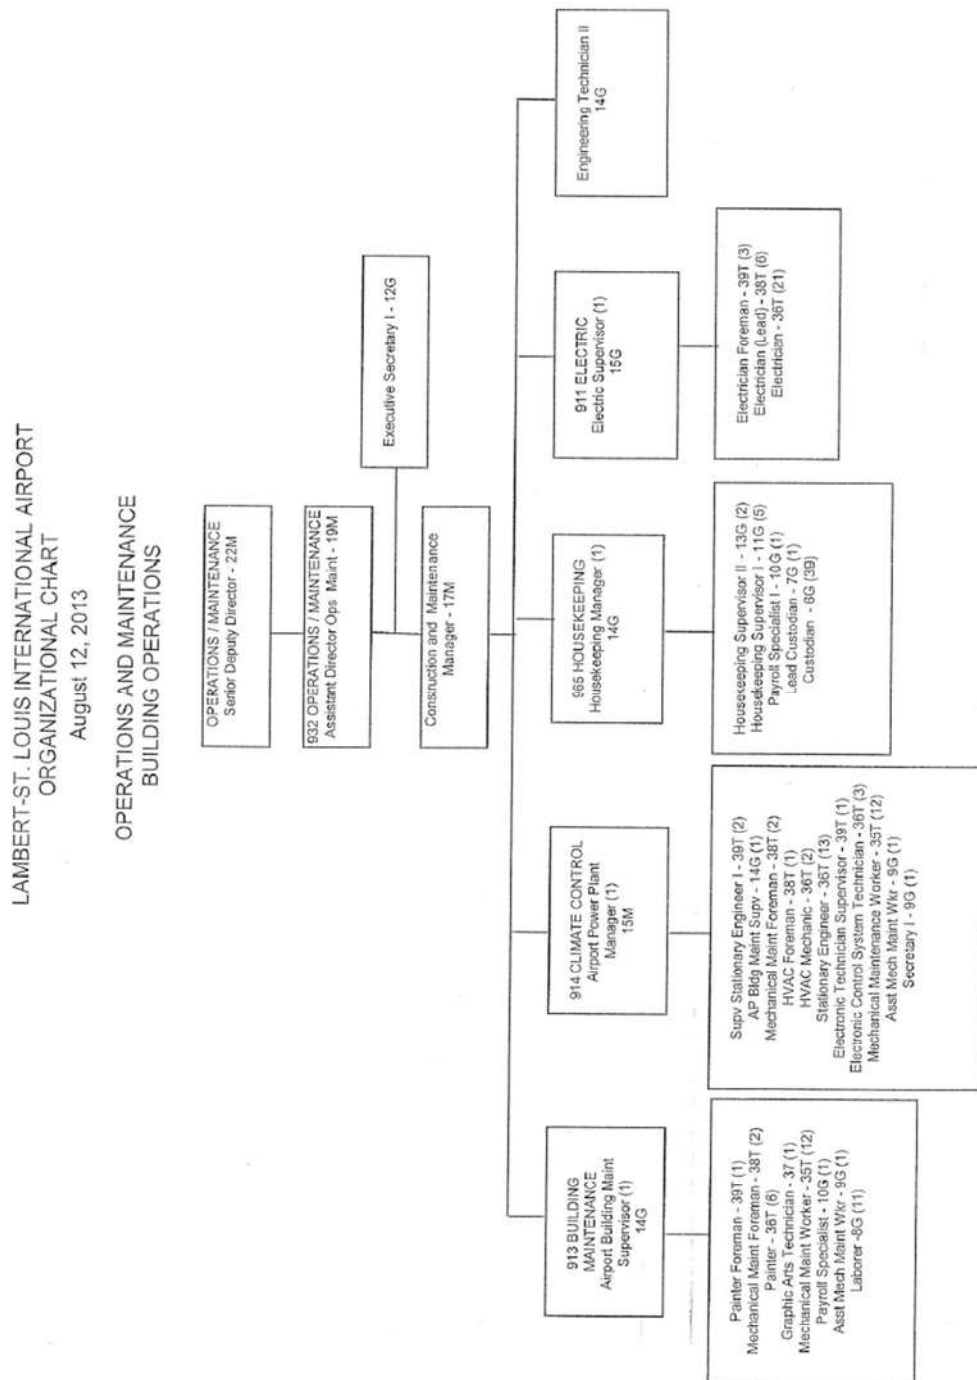 LAMBERT-ST. LOUIS INTERNATIONAL AIRPORT
ORGANIZATIONAL CHART
August 12, 2013
OPERATIONS AND MAINTENANCE
BUILDING OPERATIONS
OPERATIONS / MAINTENANCE
Senior Deputy Director - 22M
932 OPERATIONS / MAINTENANCE
Assistant Director Ops Maint - 19M
Executive Secretary I - 12G
Construction and Maintenance
Manager - 17M
913 BUILDING
MAINTENANCE
Airport Building Maint
Supervisor (1)
14G
914 CLIMATE CONTROL
Airport Power Plant
Manager (1)
15M
965 HOUSEKEEPING
Housekeeping Manager (1)
14G
911 ELECTRIC
Electric Supervisor (1)
15G
Engineering Technician II
14G
Painter Foreman - 39T (1)
Mechanical Maint Foreman - 38T (2)
Painter - 36T (6)
Graphic Arts Technician - 37 (1)
Mechanical Maint Worker - 35T (12)
Payroll Specialist - 10G (1)
Asst Mech Maint Wkr - 9G (1)
Laborer -8G (11)
Supv Stationary Engineer I - 39T (2)
AP Bldg Maint Supv - 14G (1)
Mechanical Maint Foreman - 38T (2)
HVAC Foreman - 38T (1)
HVAC Mechanic - 36T (2)
Stationary Engineer - 36T (13)
Electronic Technician Supervisor - 39T (1)
Electronic Control System Technician - 36T (3)
Mechanical Maintenance Worker - 35T (12)
Asst Mech Maint Wkr - 9G (1)
Secretary I - 9G (1)
Housekeeping Supervisor II - 13G (2)
Housekeeping Supervisor I - 11G (5)
Payroll Specialist I - 10G (1)
Lead Custodian - 7G (1)
Custodian - 6G (39)
Electrician Foreman - 39T (3)
Electrician (Lead) - 38T (6)
Electrician - 36T (21)